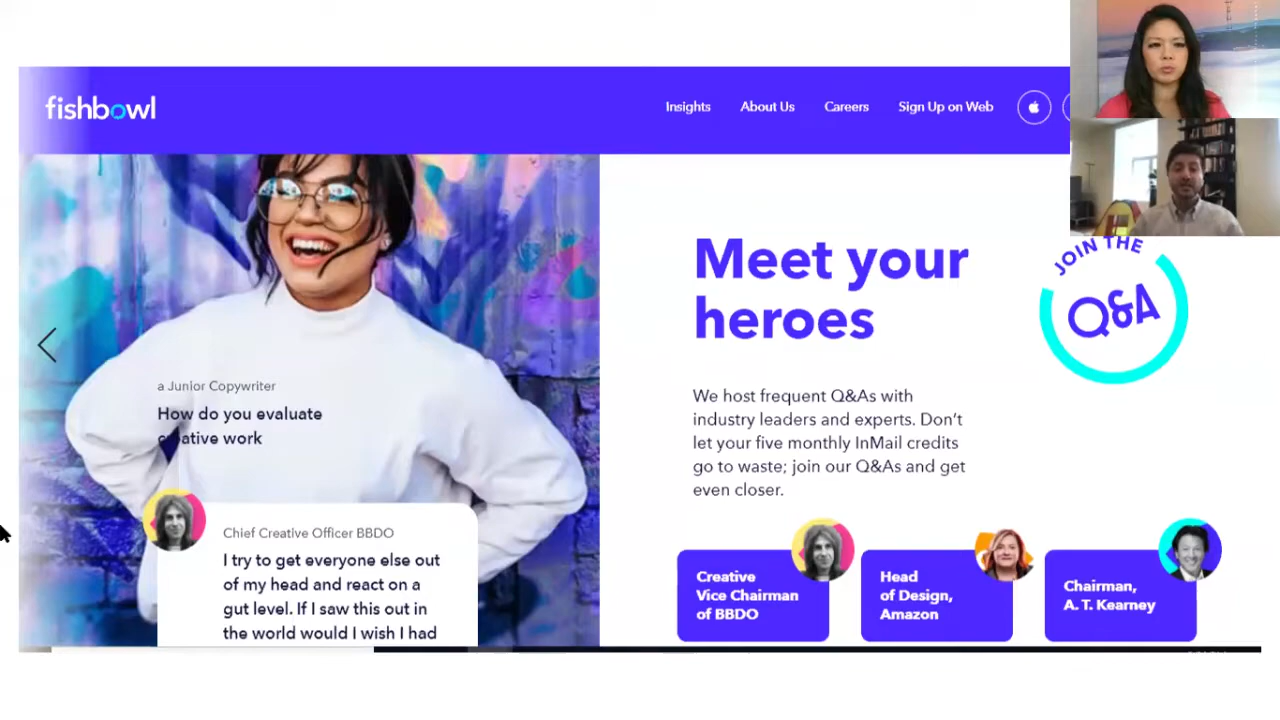 fishbowl
Insights
About Us
Careers
Sign Up on Web
a Junior Copywriter
How do you evaluate
creative work
Chief Creative Officer BBDO
I try to get everyone else out
of my head and react on a
gut level. If I saw this out in
the world would I wish I had
Meet your
heroes
JOIN THE
Q&A
We host frequent Q&As with
industry leaders and experts. Don't
let your five monthly InMail credits
go to waste; join our Q&As and get
even closer.
Creative
Vice Chairman
of BBDO
Head
of Design,
Amazon
Chairman,
A. T. Kearney